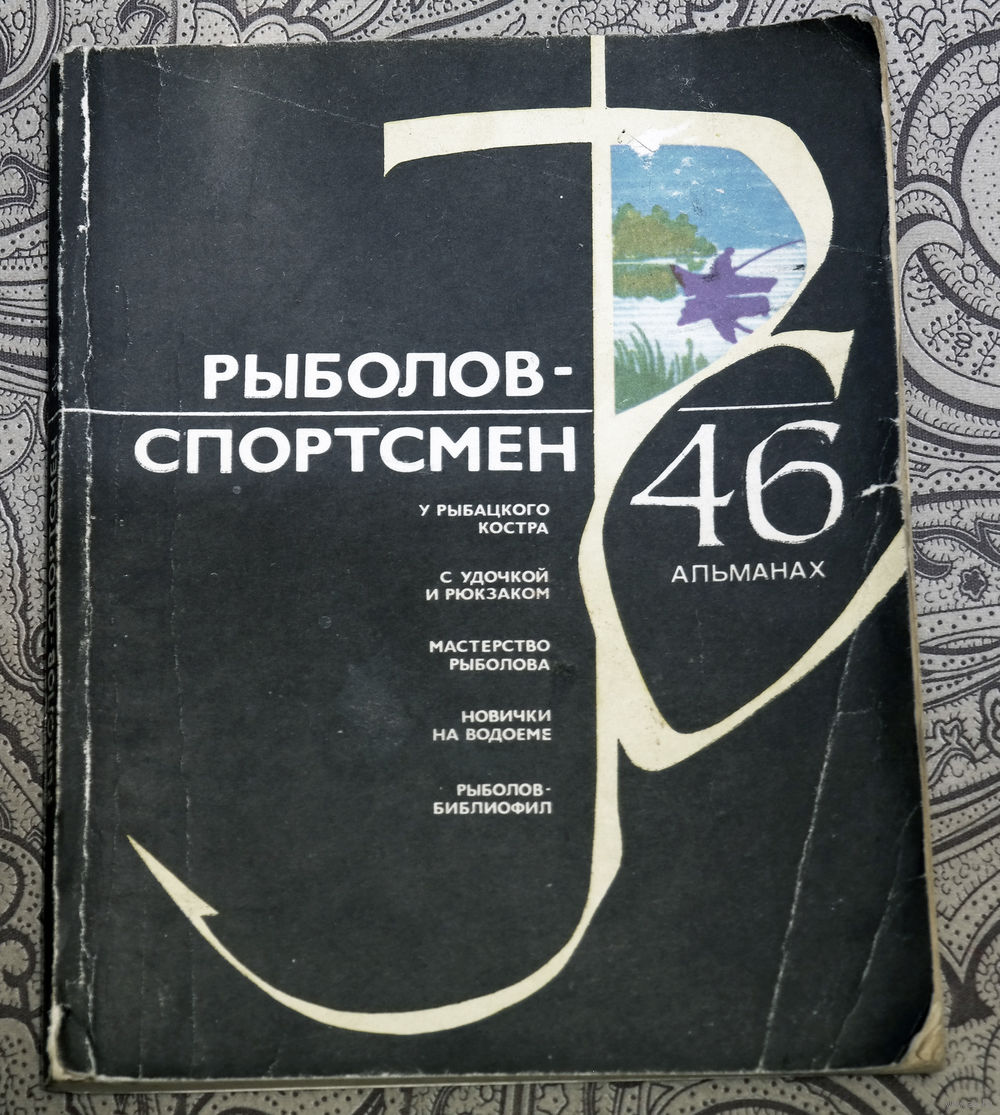 РЫБОЛОВ-
СПОРТСМЕН
46
АЛЬМАНАХ
У РЫБАЦКОГО
КОСТРА
С УДОЧКОЙ
И РЮКЗАКОМ
МАСТЕРСТВО
РЫБОЛОВА
НОВИЧКИ
НА ВОДОЕМЕ
РЫБОЛОВ-
БИБЛИОФИЛ